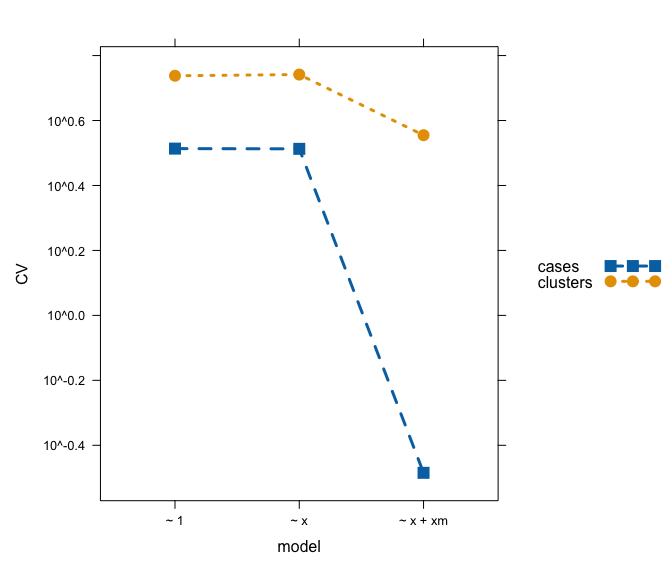 10^0.6
10^0.4
10^0.2
10^0.0
10^-0.2
10^-0.4
CV
~ 1
~ x
~ x + xm
model
cases
clusters